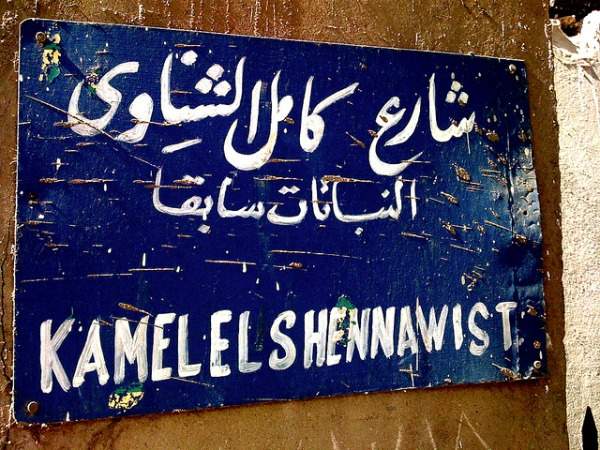 شارع كامل الشناوى
النباتات سابقا
KAMEL EL SHENNAWI ST.